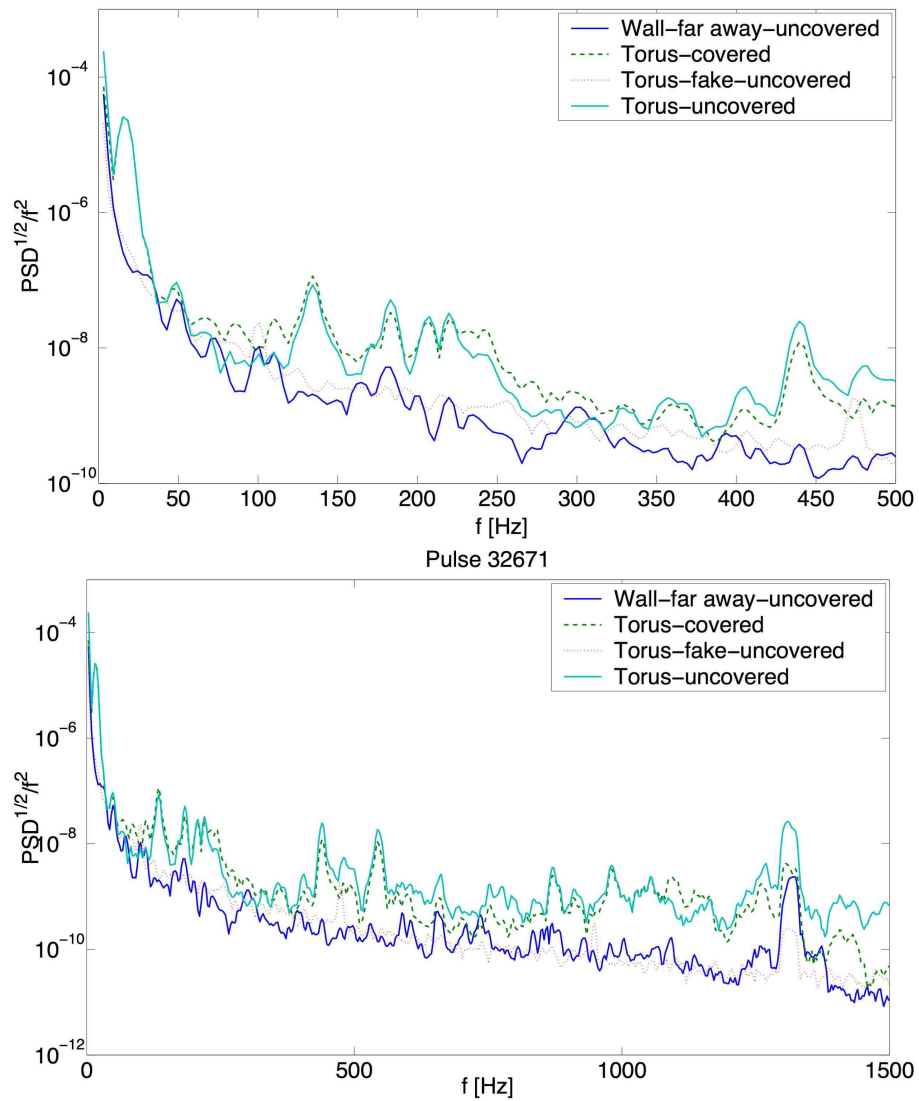 Wall-far away-uncovered
Torus-covered
Torus-fake-uncovered
Torus-uncovered
10^-4
10^-6
10^-8
10^-10
PSD^1/2/f^2
0 50 100 150 200 250 300 350 400 450 500
f [Hz]
Pulse 32671
Wall-far away-uncovered
Torus-covered
Torus-fake-uncovered
Torus-uncovered
10^-4
10^-6
10^-8
10^-10
10^-12
PSD^1/2/f^2
0 500 1000 1500
f [Hz]